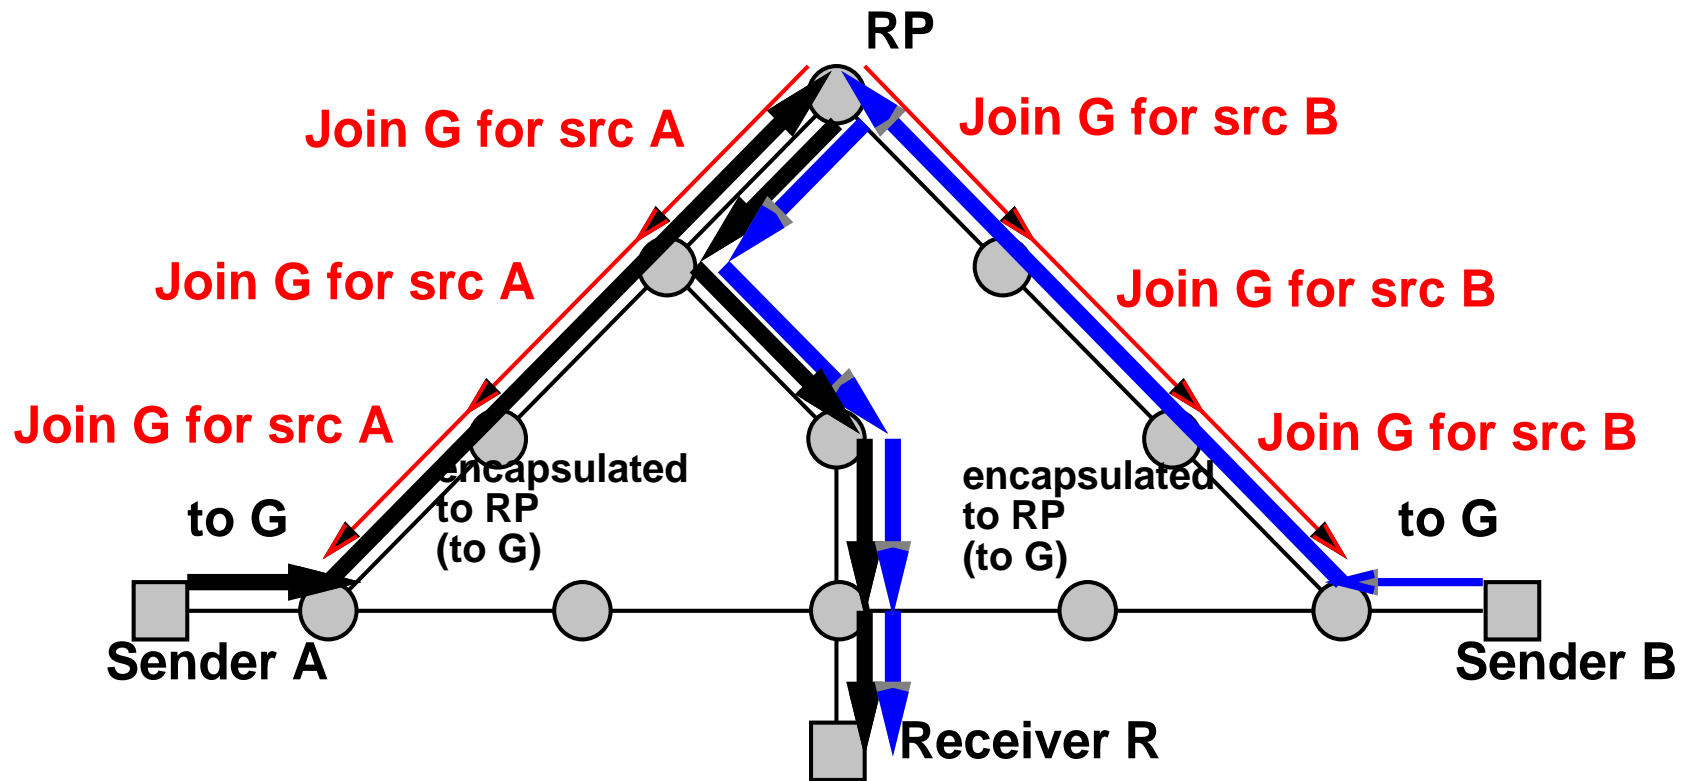 RP
Join G for src A
Join G for src B
Join G for src A
Join G for src B
Join G for src A
Join G for src B
encapsulated
to RP
(to G)
encapsulated
to RP
(to G)
to G
to G
Sender A
Sender B
Receiver R